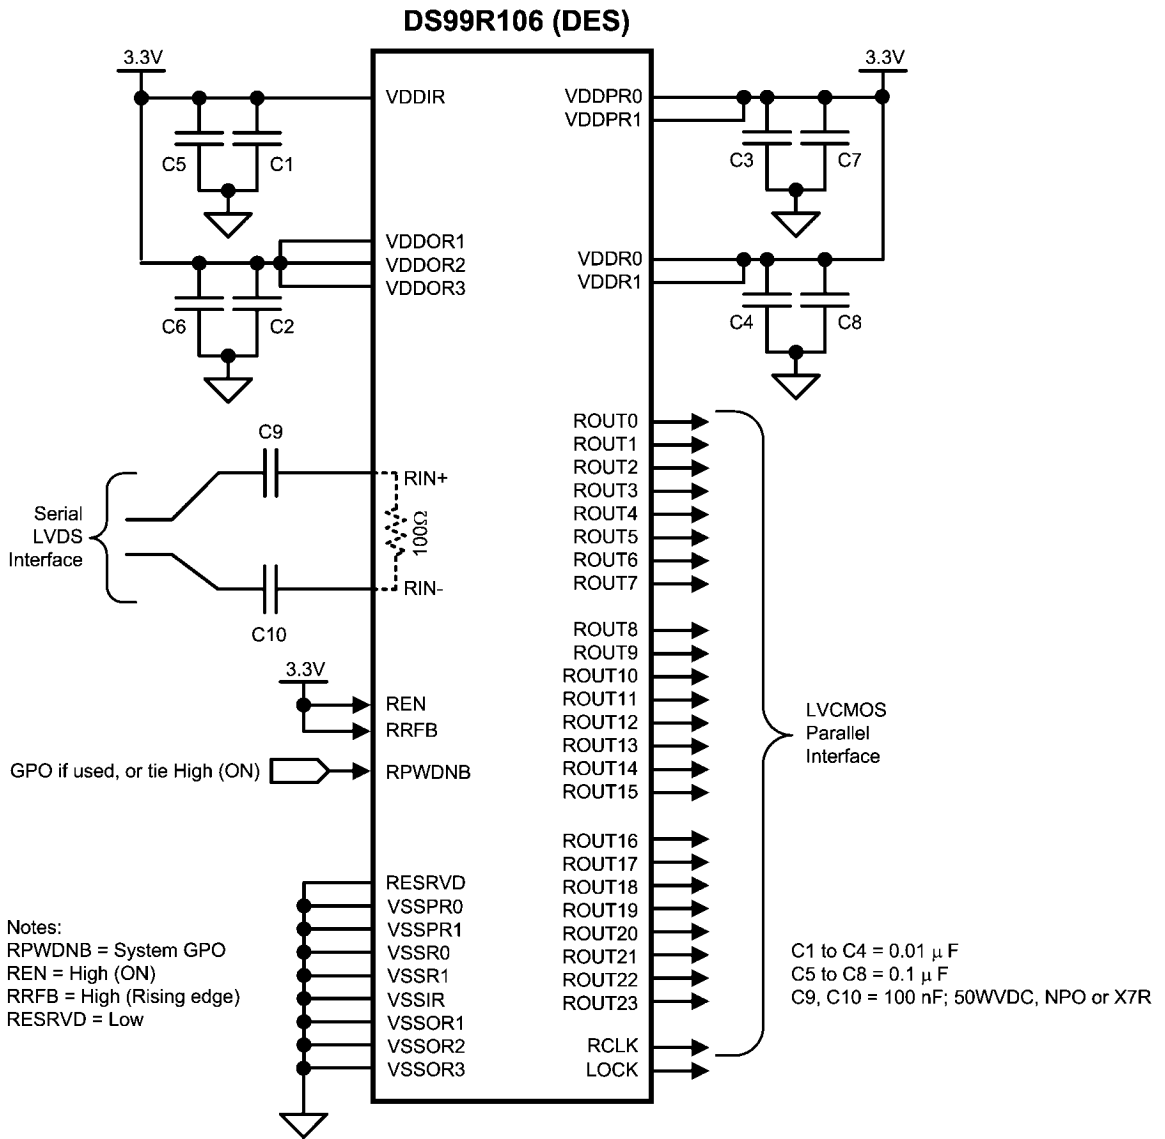 DS99R106 (DES)
3.3V
3.3V
VDDIR
VDDPR0
VDDPR1
C5
C1
C3
C7
VDDOR1
VDDOR2
VDDOR3
VDDR0
VDDR1
C6
C2
C4
C8
C9
RIN+
Serial
LVDS
Interface
100Ω
RIN-
C10
ROUT0
ROUT1
ROUT2
ROUT3
ROUT4
ROUT5
ROUT6
ROUT7
ROUT8
ROUT9
ROUT10
ROUT11
ROUT12
ROUT13
ROUT14
ROUT15
ROUT16
ROUT17
ROUT18
ROUT19
ROUT20
ROUT21
ROUT22
ROUT23
RCLK
LOCK
LVCMOS
Parallel
Interface
3.3V
REN
RRFB
GPO if used, or tie High (ON)
RPWDNB
RESRVD
VSSPR0
VSSPR1
VSSR0
VSSR1
VSSIR
VSSOR1
VSSOR2
VSSOR3
Notes:
RPWDNB = System GPO
REN = High (ON)
RRFB = High (Rising edge)
RESRVD = Low
C1 to C4 = 0.01 μ F
C5 to C8 = 0.1 μ F
C9, C10 = 100 nF; 50WVDC, NPO or X7R